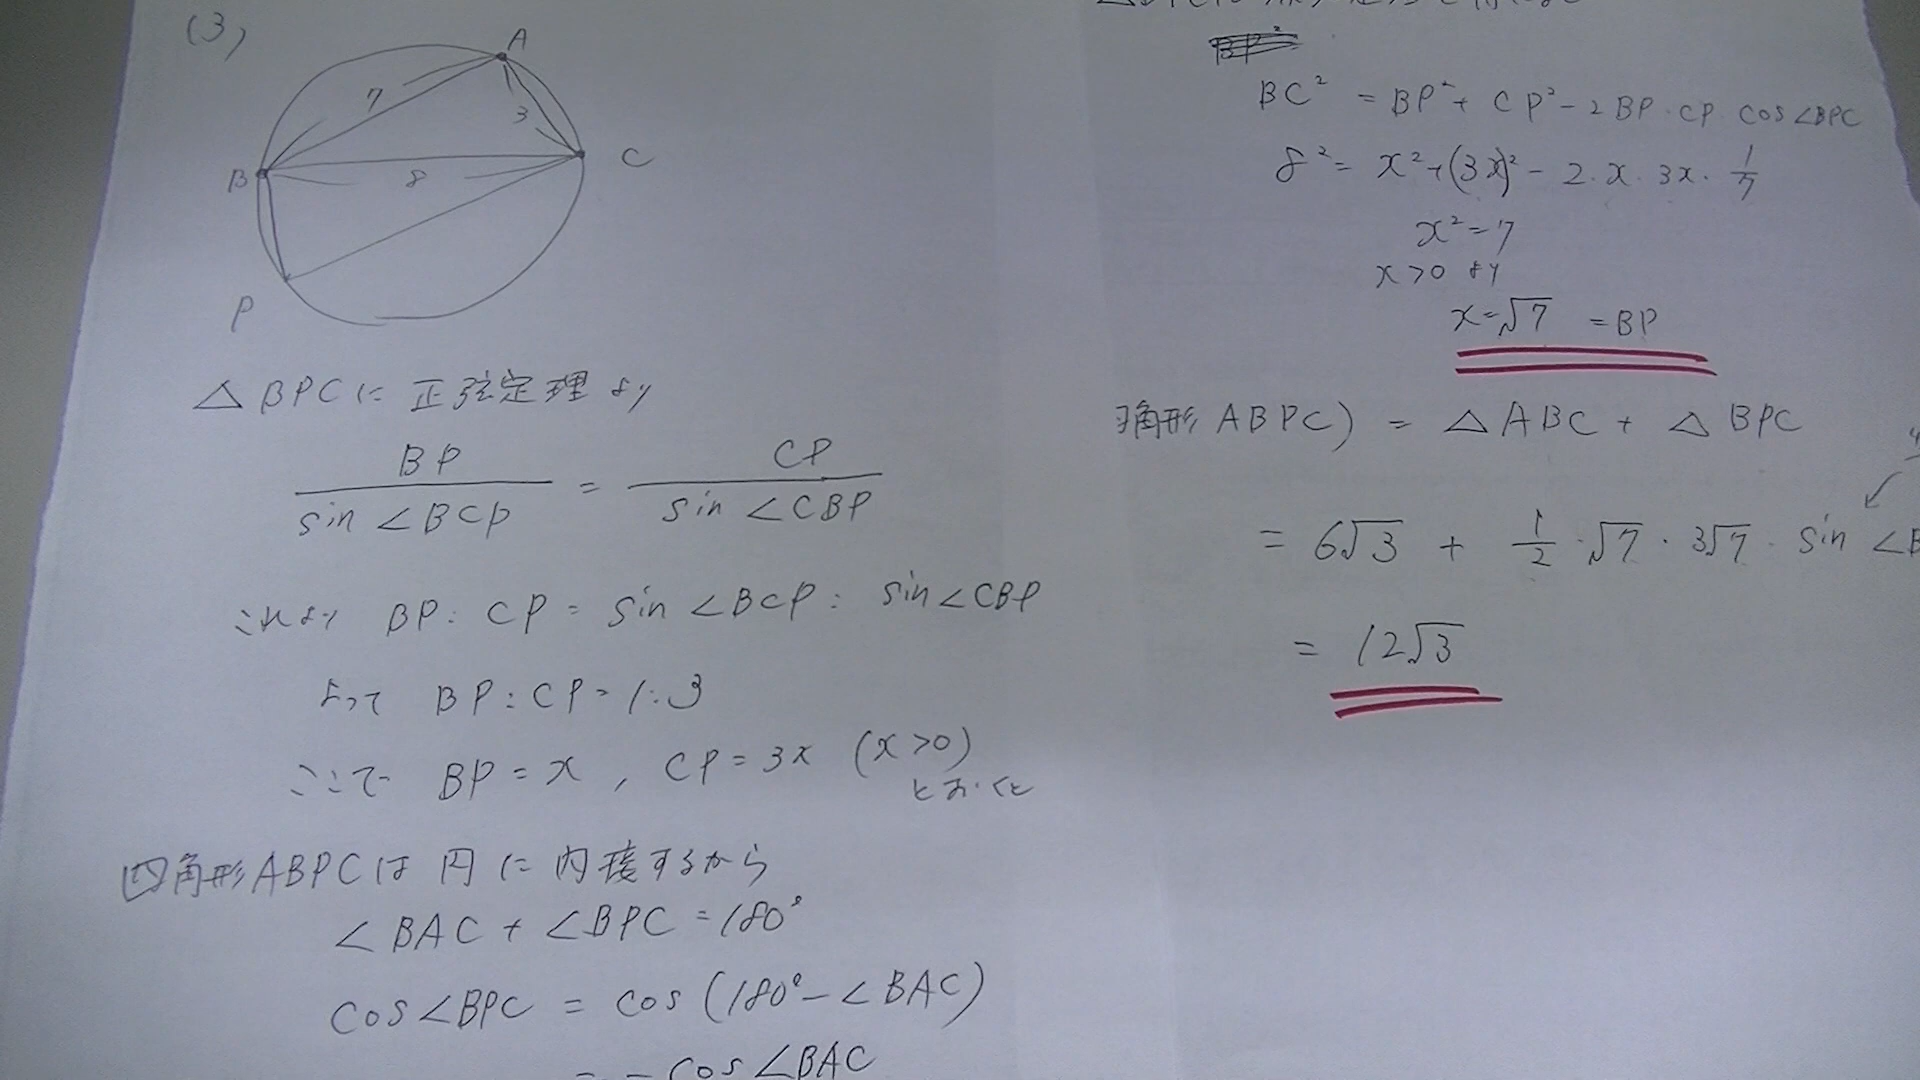 (3)
A
7
3
B
8
C
P
△BPCに正弦定理より
BP/sin∠BCP = CP/sin∠CBP
これより BP:CP = sin∠BCP : sin∠CBP
よって BP:CP = 1:3
ここで BP = x , CP = 3x (x>0)
とおくと
四角形ABPCは円に内接するから
∠BAC + ∠BPC = 180°
cos∠BPC = cos(180°-∠BAC)
= -cos∠BAC
BC² = BP² + CP² - 2BP・CP cos∠BPC
8² = x² + (3x)² - 2・x・3x・1/7
x² = 7
x>0 より
x = √7 = BP
角形ABPC) = △ABC + △BPC
= 6√3 + 1/2・√7・3√7・sin∠B
= 12√3